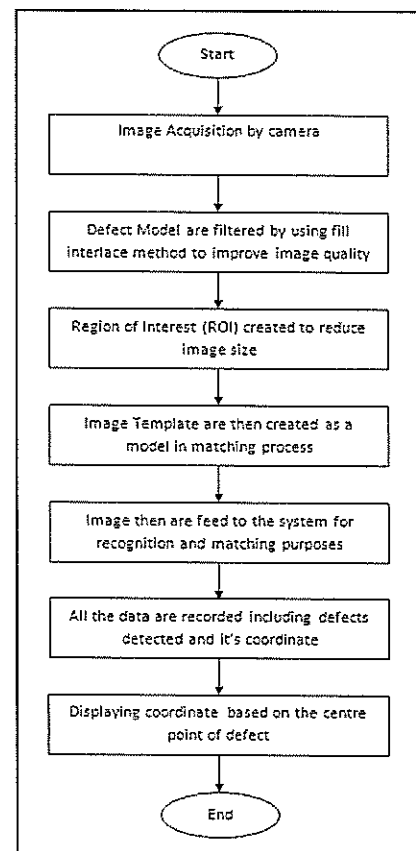 Start
Image Acquisition by camera
Defect Model are filtered by using fill
interlace method to improve image quality
Region of Interest (ROI) created to reduce
image size
Image Template are then created as a
model in matching process
Image then are feed to the system for
recognition and matching purposes
All the data are recorded including defects
detected and it's coordinate
Displaying coordinate based on the centre
point of defect
End